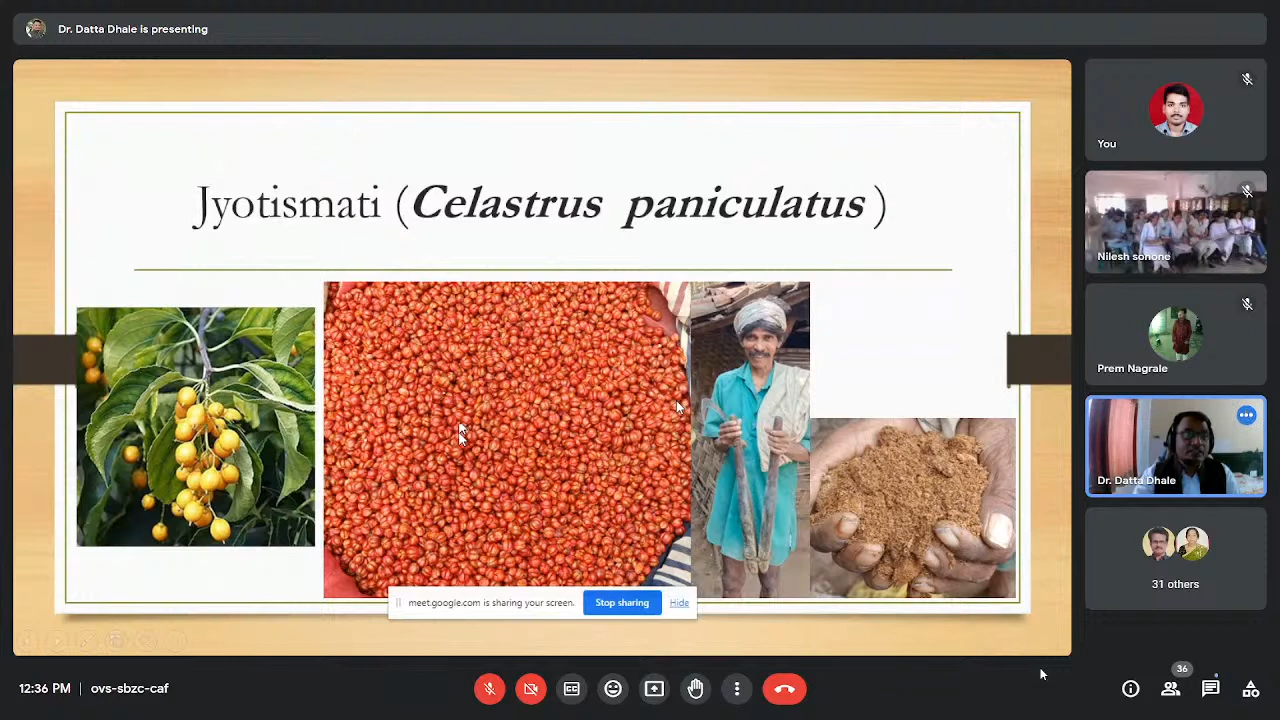 Dr. Datta Dhale is presenting
Jyotismati (Celastrus paniculatus )
meet.google.com is sharing your screen.
Stop sharing
Hide
You
Nilesh sonone
Prem Nagrale
Dr. Datta Dhale
31 others
12:36 PM
ovs-sbzc-caf
36